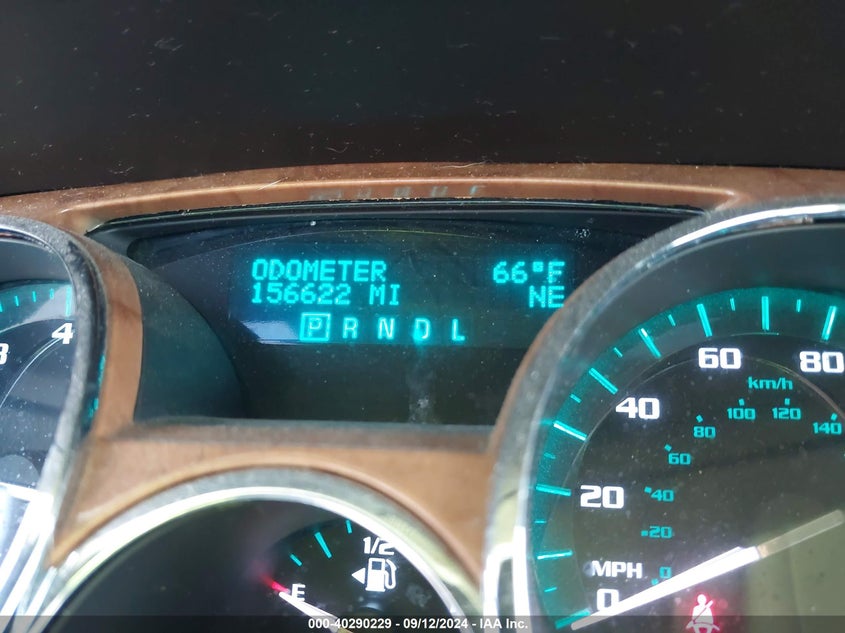 ODOMETER 66°F
156622 MI NE
P R N D L
3 4
60 80
km/h
40 80 100 120 140
60
20 40
20
MPH 0
0
1/2
E
000-40290229 - 09/12/2024 - IAA Inc.